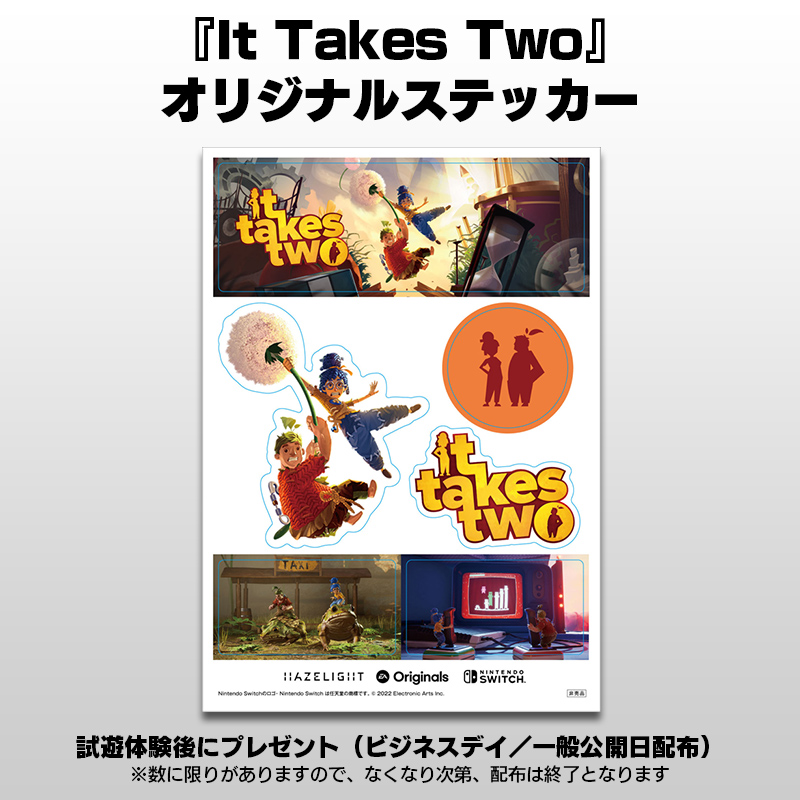 『It Takes Two』
オリジナルステッカー
it
takes
two
it
takes
two
TAXI
HAZELIGHT
EA Originals
NINTENDO
SWITCH.
Nintendo Switchのロゴ・Nintendo Switch は任天堂の商標です。© 2022 Electronic Arts Inc.
非売品
試遊体験後にプレゼント（ビジネスデイ／一般公開日配布）
※数に限りがありますので、なくなり次第、配布は終了となります